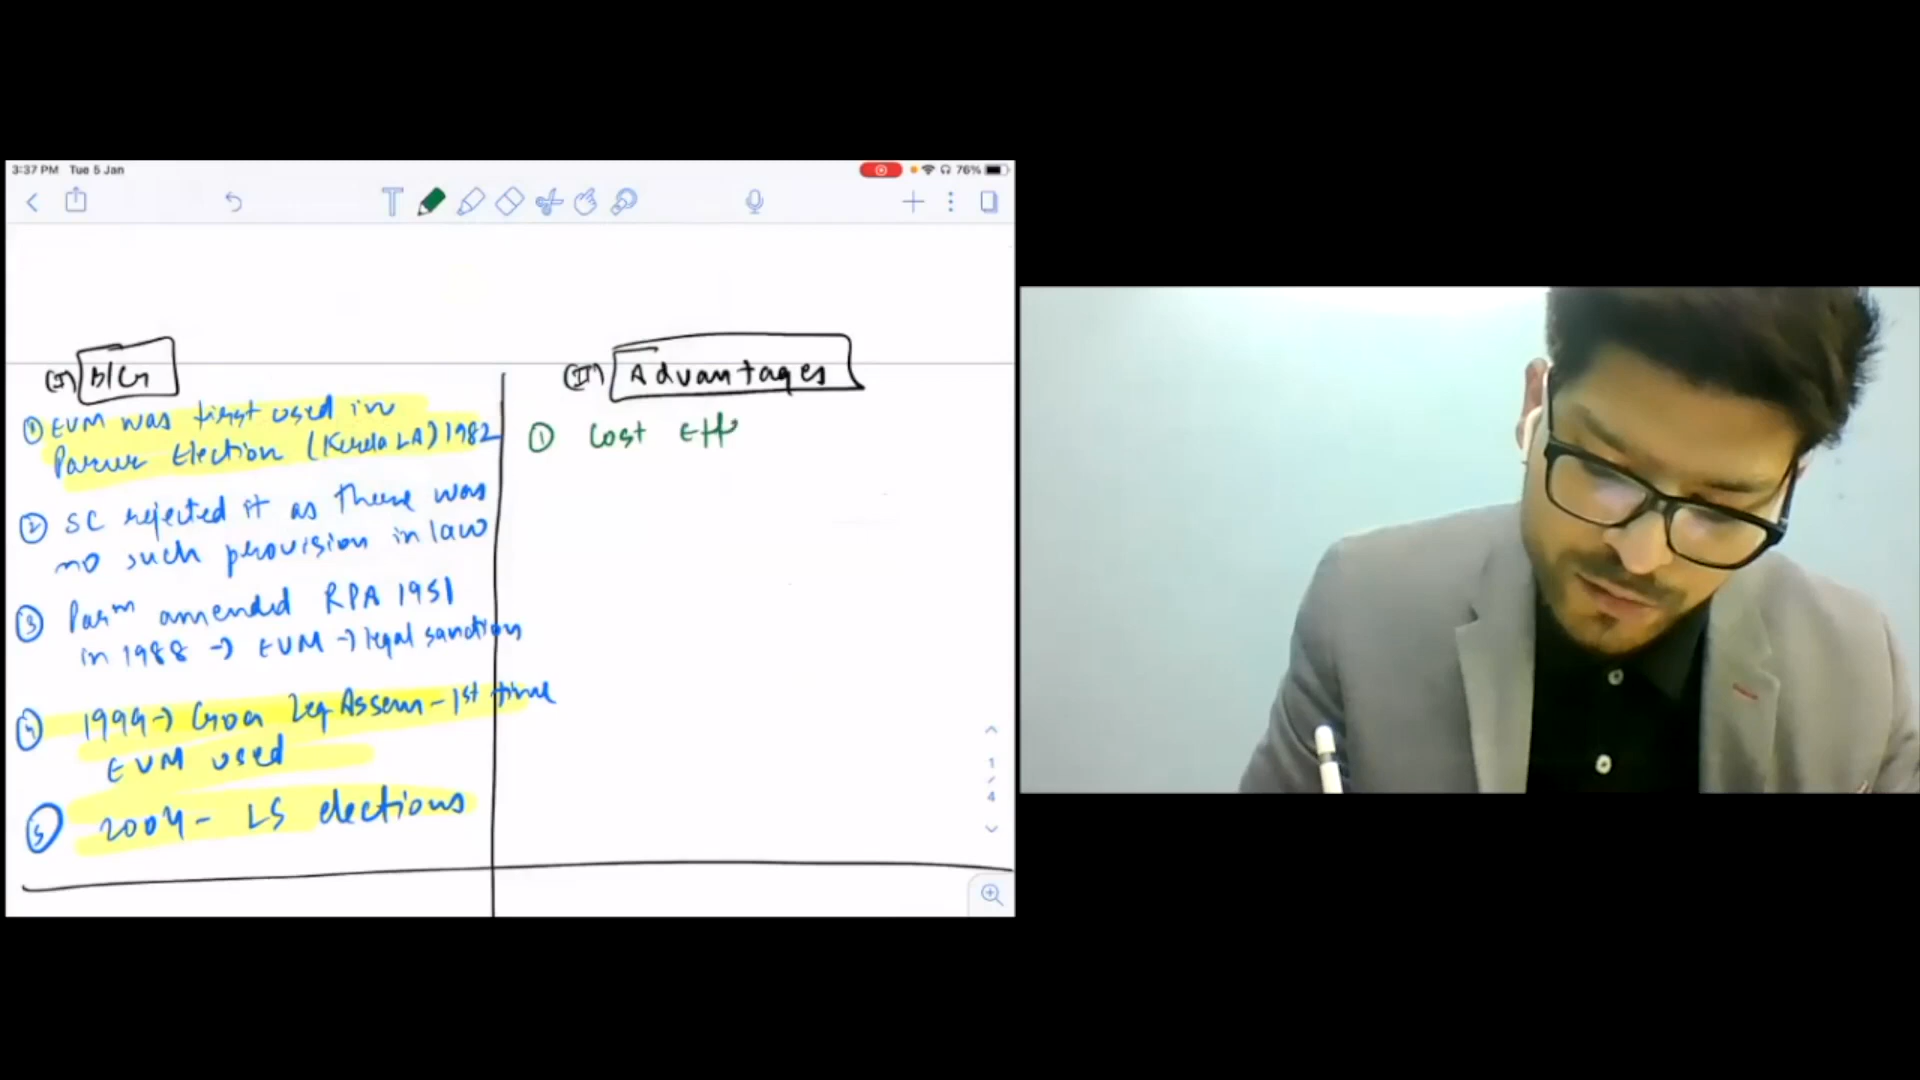 3:37 PM Tue 5 Jan
76%
(I) B/G
(II) Advantages
① EVM was first used in
Parur Election (Kerela LA) 1982
② SC rejected it as there was
no such provision in law
③ Parm amended RPA 1951
in 1988 → EVM → legal sanction
④ 1999 → Goa Leg Assem - 1st time
EVM used
⑤ 2004 - LS elections
① Cost Eff
1
/
4